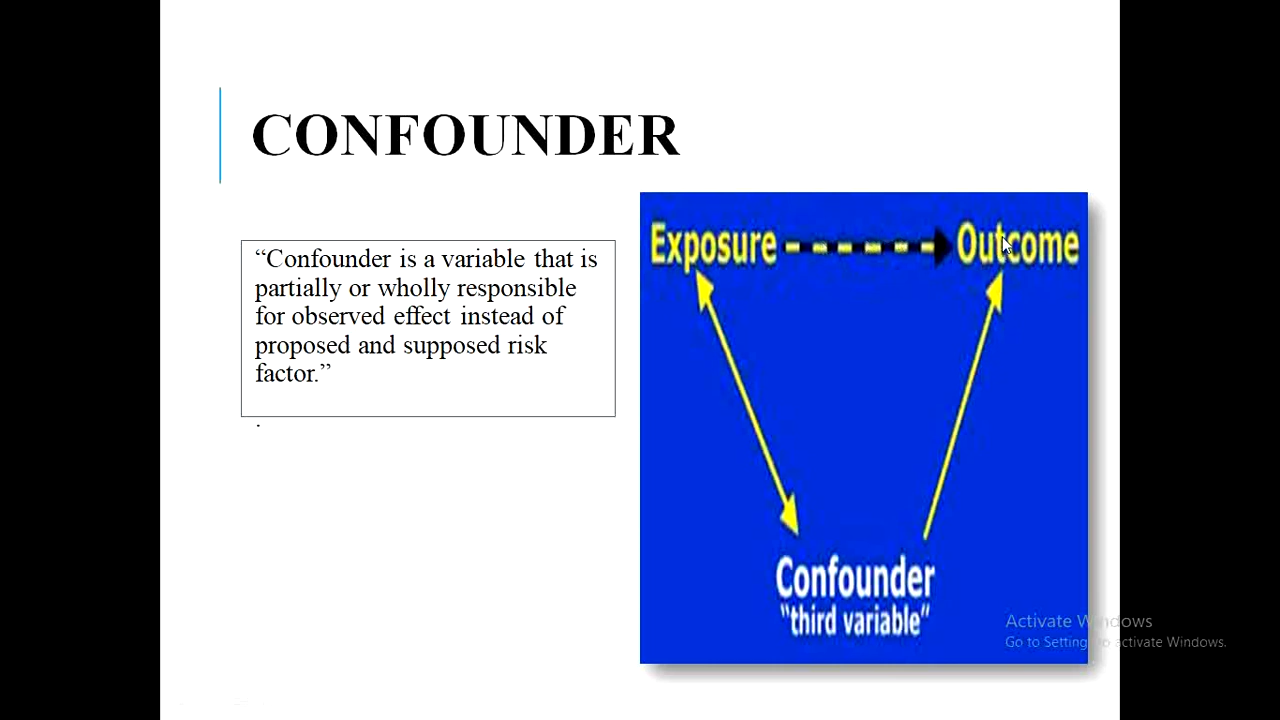 CONFOUNDER
“Confounder is a variable that is
partially or wholly responsible
for observed effect instead of
proposed and supposed risk
factor.”
.
Exposure Outcome
Confounder
“third variable”
Activate Windows
Go to Settings to activate Windows.